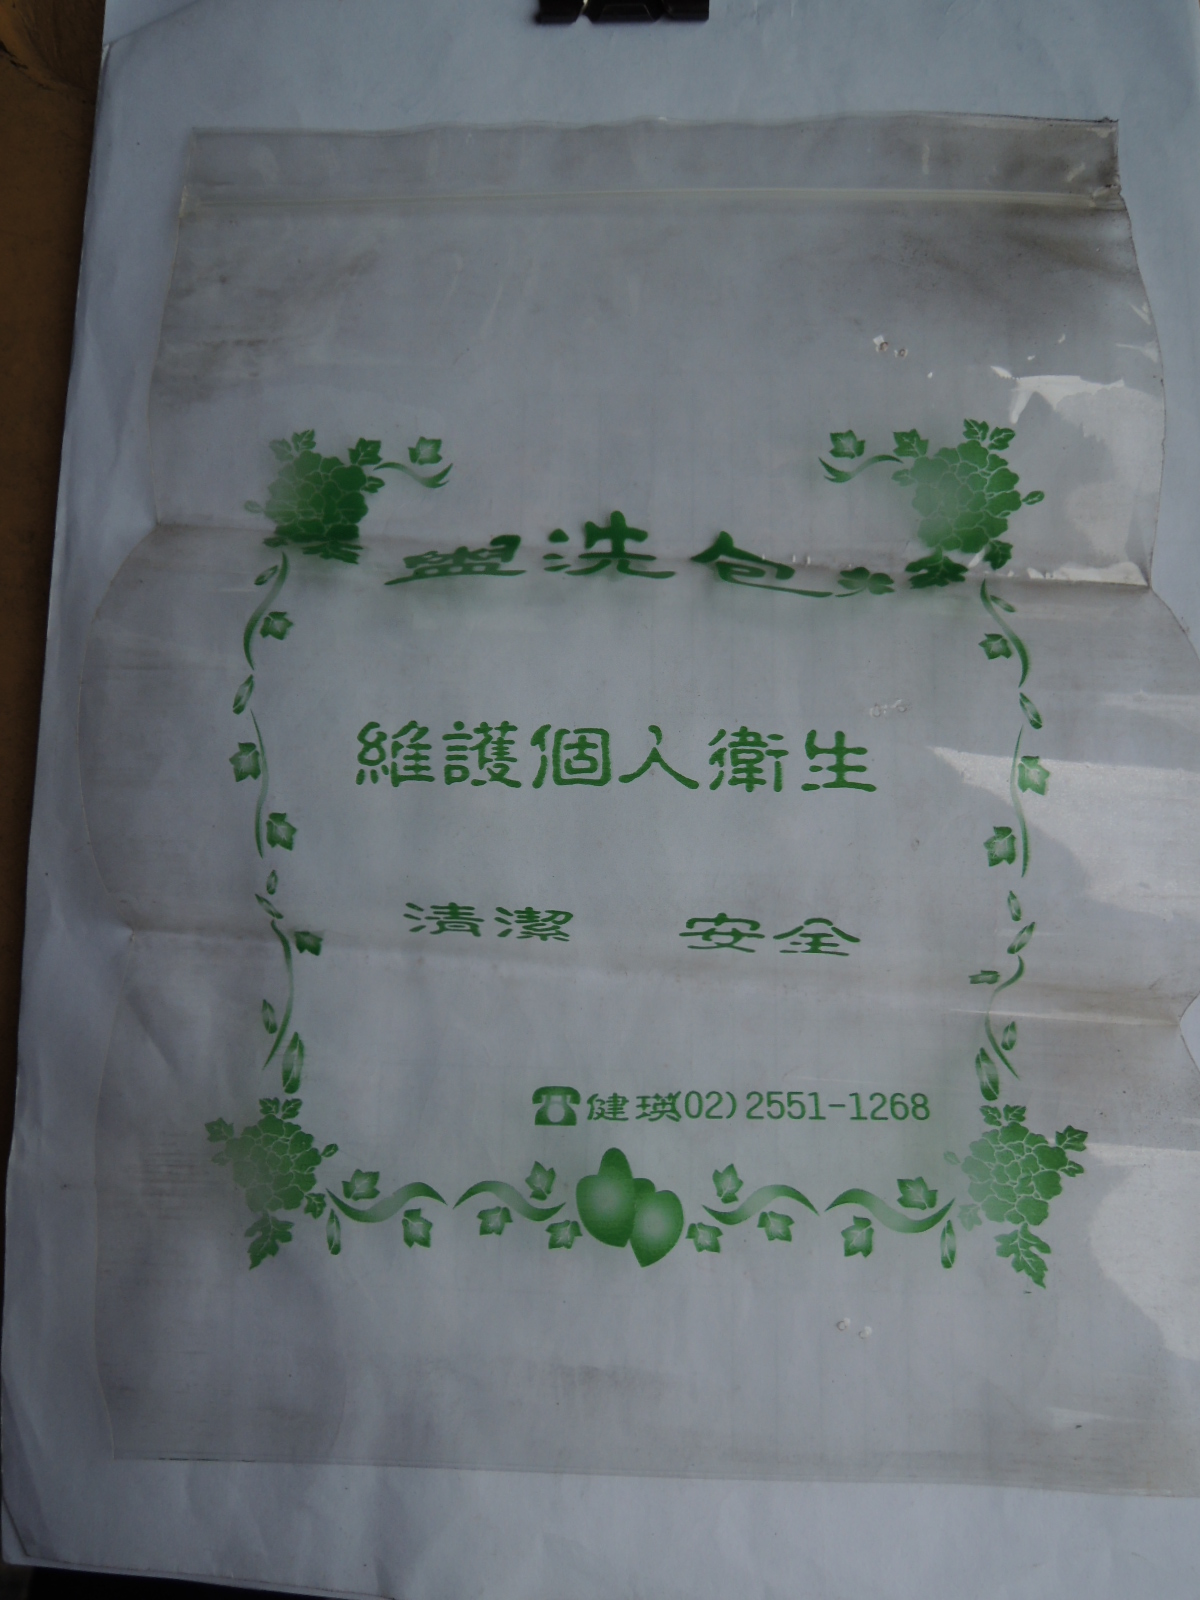 盥洗包
維護個人衛生
清潔 安全
☎健瑛(02)2551-1268